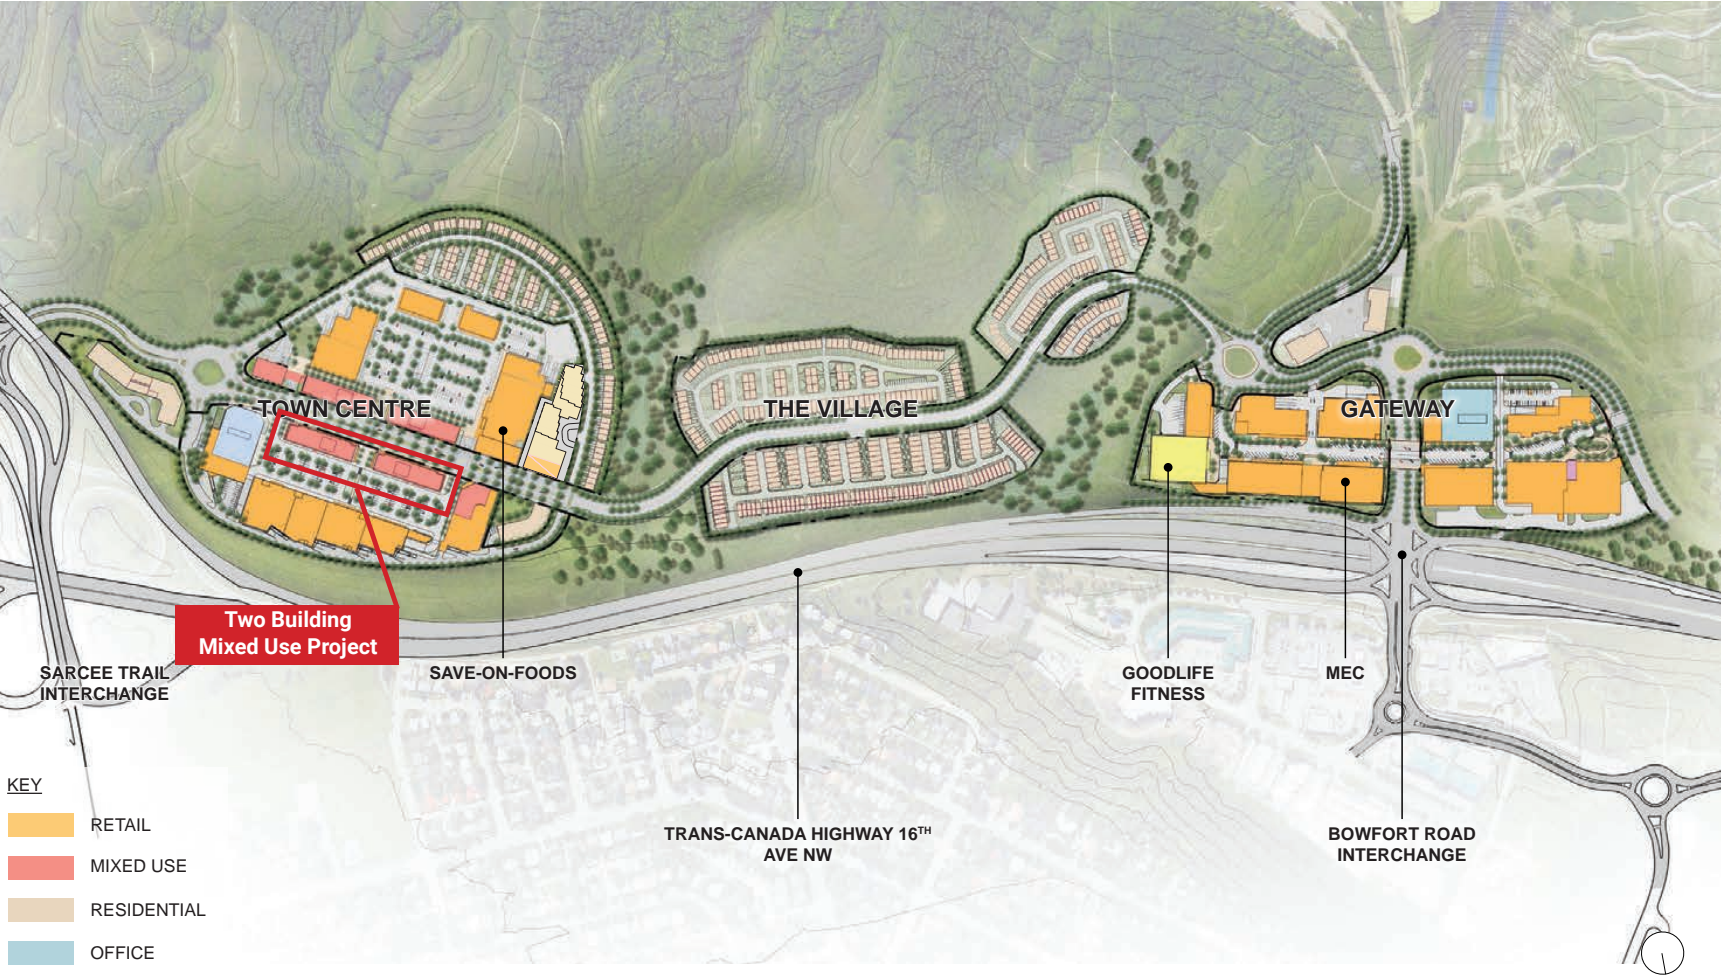 TOWN CENTRE
THE VILLAGE
GATEWAY
Two Building
Mixed Use Project
SARCEE TRAIL
INTERCHANGE
SAVE-ON-FOODS
GOODLIFE
FITNESS
MEC
TRANS-CANADA HIGHWAY 16TH
AVE NW
BOWFORT ROAD
INTERCHANGE
KEY
RETAIL
MIXED USE
RESIDENTIAL
OFFICE